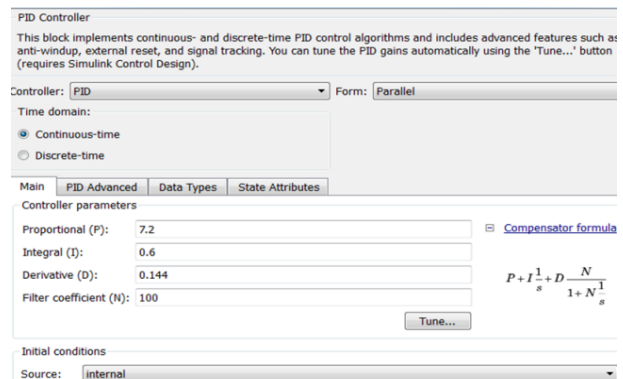 PID Controller
This block implements continuous- and discrete-time PID control algorithms and includes advanced features such as
anti-windup, external reset, and signal tracking. You can tune the PID gains automatically using the 'Tune...' button
(requires Simulink Control Design).
Controller: PID Form: Parallel
Time domain:
Continuous-time
Discrete-time
Main PID Advanced Data Types State Attributes
Controller parameters
Proportional (P): 7.2 Compensator formula
Integral (I): 0.6
Derivative (D): 0.144
Filter coefficient (N): 100
P+I 1/s +D N/(1+N 1/s)
Tune...
Initial conditions
Source: internal